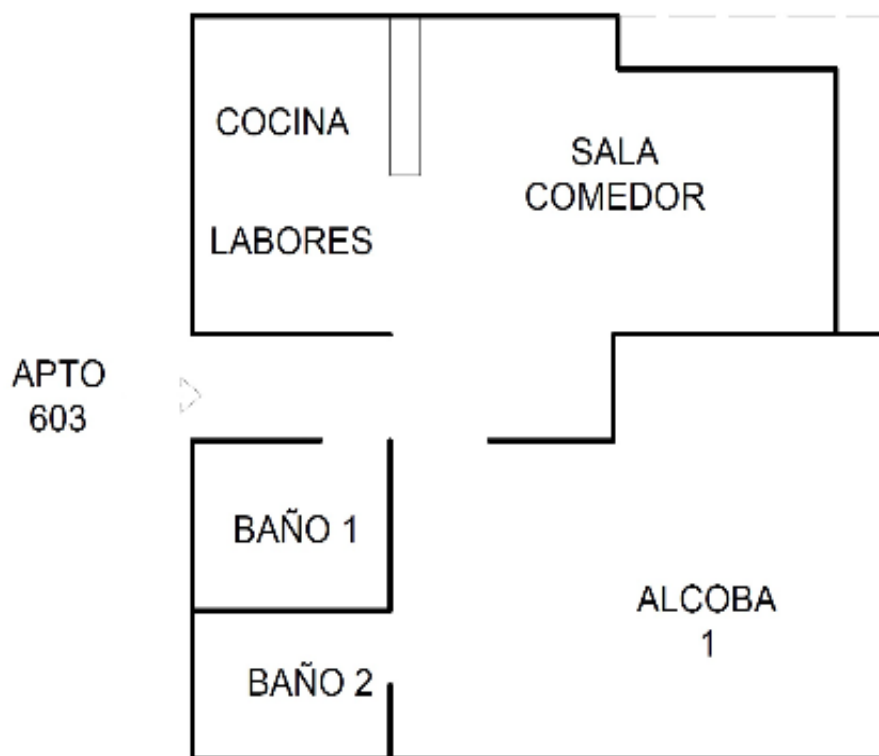 COCINA
SALA
COMEDOR
LABORES
APTO
603
BAÑO 1
ALCOBA
1
BAÑO 2